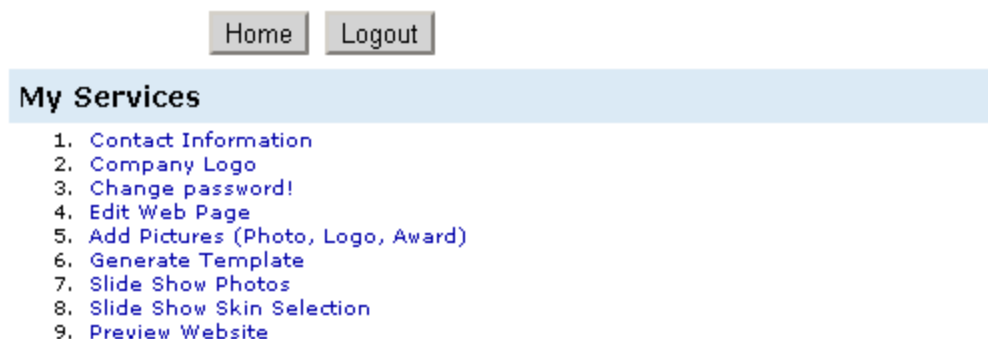 Home Logout
My Services
1. Contact Information
2. Company Logo
3. Change password!
4. Edit Web Page
5. Add Pictures (Photo, Logo, Award)
6. Generate Template
7. Slide Show Photos
8. Slide Show Skin Selection
9. Preview Website